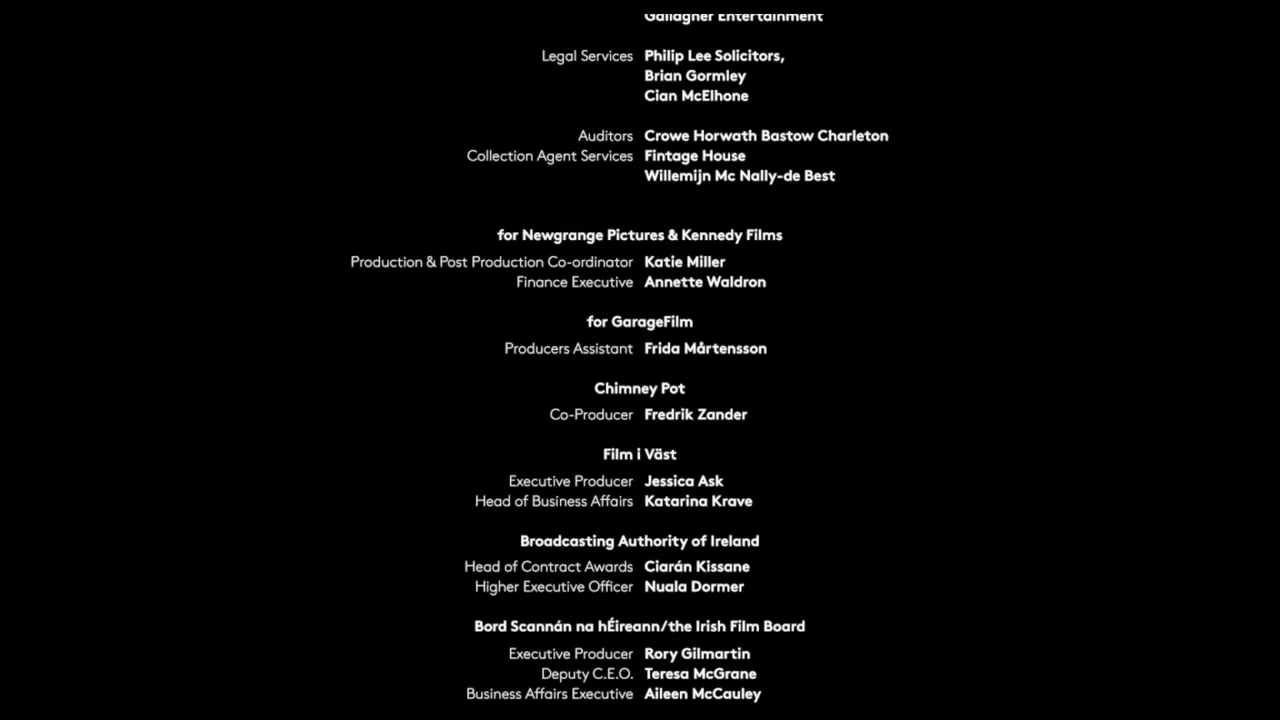 Gallagher Entertainment
Legal Services Philip Lee Solicitors,
Brian Gormley
Cian McElhone
Auditors Crowe Horwath Bastow Charleton
Collection Agent Services Fintage House
Willemijn Mc Nally-de Best
for Newgrange Pictures & Kennedy Films
Production & Post Production Co-ordinator Katie Miller
Finance Executive Annette Waldron
for GarageFilm
Producers Assistant Frida Mårtensson
Chimney Pot
Co-Producer Fredrik Zander
Film i Väst
Executive Producer Jessica Ask
Head of Business Affairs Katarina Krave
Broadcasting Authority of Ireland
Head of Contract Awards Ciarán Kissane
Higher Executive Officer Nuala Dormer
Bord Scannán na hÉireann/the Irish Film Board
Executive Producer Rory Gilmartin
Deputy C.E.O. Teresa McGrane
Business Affairs Executive Aileen McCauley